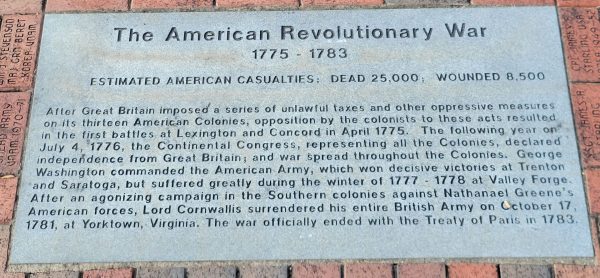 The American Revolutionary War
1775 - 1783
ESTIMATED AMERICAN CASUALTIES: DEAD 25,000; WOUNDED 8,500
After Great Britain imposed a series of unlawful taxes and other oppressive measures
on its thirteen American Colonies, opposition by the colonists to these acts resulted
in the first battles at Lexington and Concord in April 1775. The following year on
July 4, 1776, the Continental Congress, representing all the Colonies, declared
independence from Great Britain; and war spread throughout the Colonies. George
Washington commanded the American Army, which won decisive victories at Trenton
and Saratoga, but suffered greatly during the winter of 1777 - 1778 at Valley Forge.
After an agonizing campaign in the Southern colonies against Nathanael Greene's
American forces, Lord Cornwallis surrendered his entire British Army on October 17,
1781, at Yorktown, Virginia. The war officially ended with the Treaty of Paris in 1783.
STEVENSON
GRN BERET
KOREA VNAM